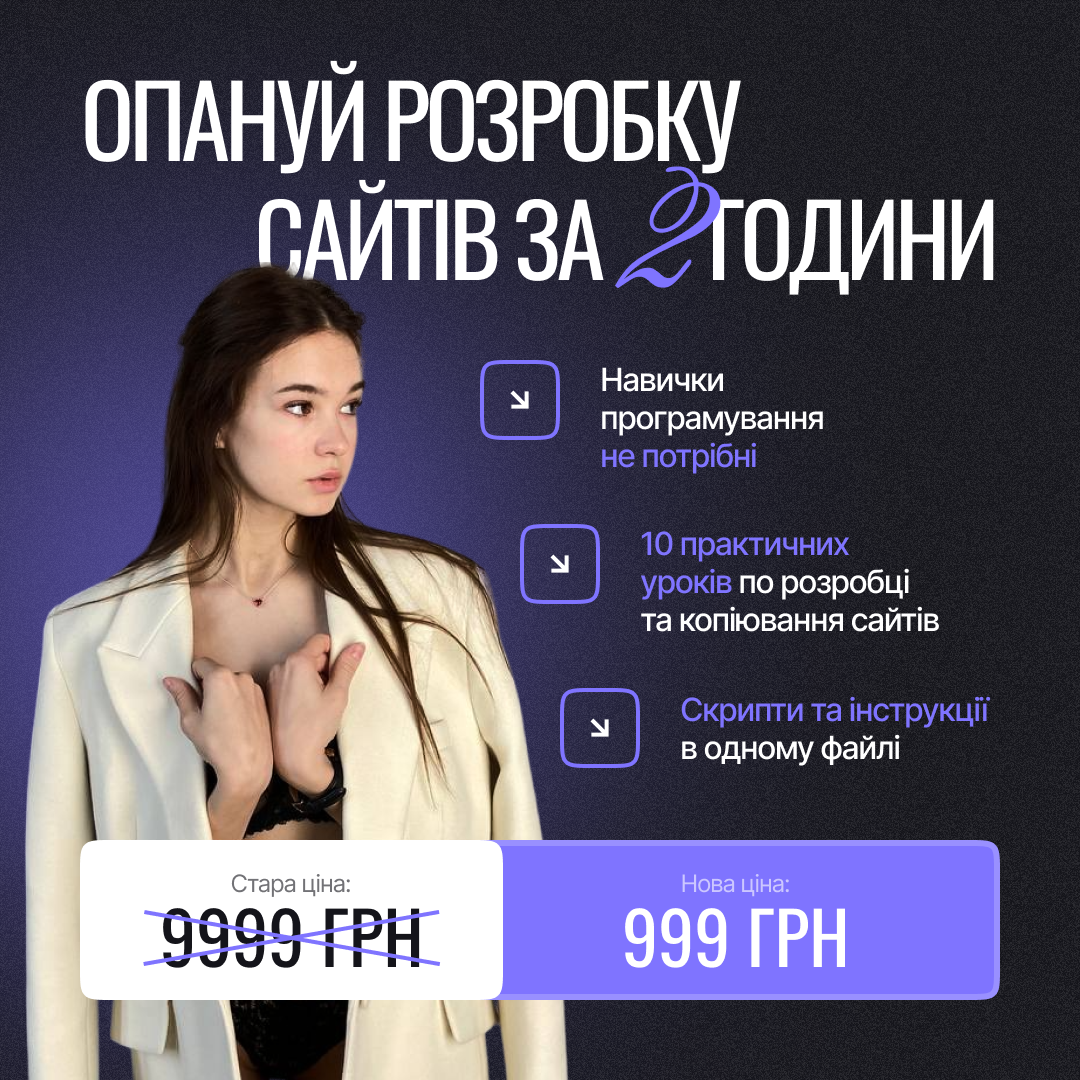 ОПАНУЙ РОЗРОБКУ
САЙТІВ ЗА 2 ГОДИНИ
Навички
програмування
не потрібні
10 практичних
уроків по розробці
та копіювання сайтів
Скрипти та інструкції
в одному файлі
Стара ціна:
9999 ГРН
Нова ціна:
999 ГРН